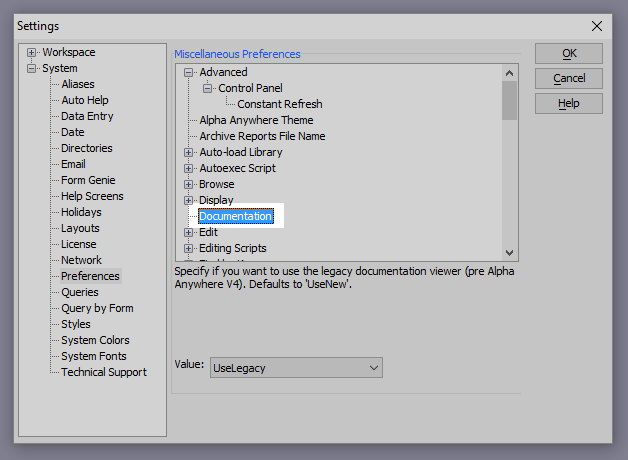 Settings
Workspace
System
Aliases
Auto Help
Data Entry
Date
Directories
Email
Form Genie
Help Screens
Holidays
Layouts
License
Network
Preferences
Queries
Query by Form
Styles
System Colors
System Fonts
Technical Support
Miscellaneous Preferences
Advanced
Control Panel
Constant Refresh
Alpha Anywhere Theme
Archive Reports File Name
Auto-load Library
Autoexec Script
Browse
Display
Documentation
Edit
Editing Scripts
Specify if you want to use the legacy documentation viewer (pre Alpha
Anywhere V4). Defaults to 'UseNew'.
Value: UseLegacy
OK
Cancel
Help